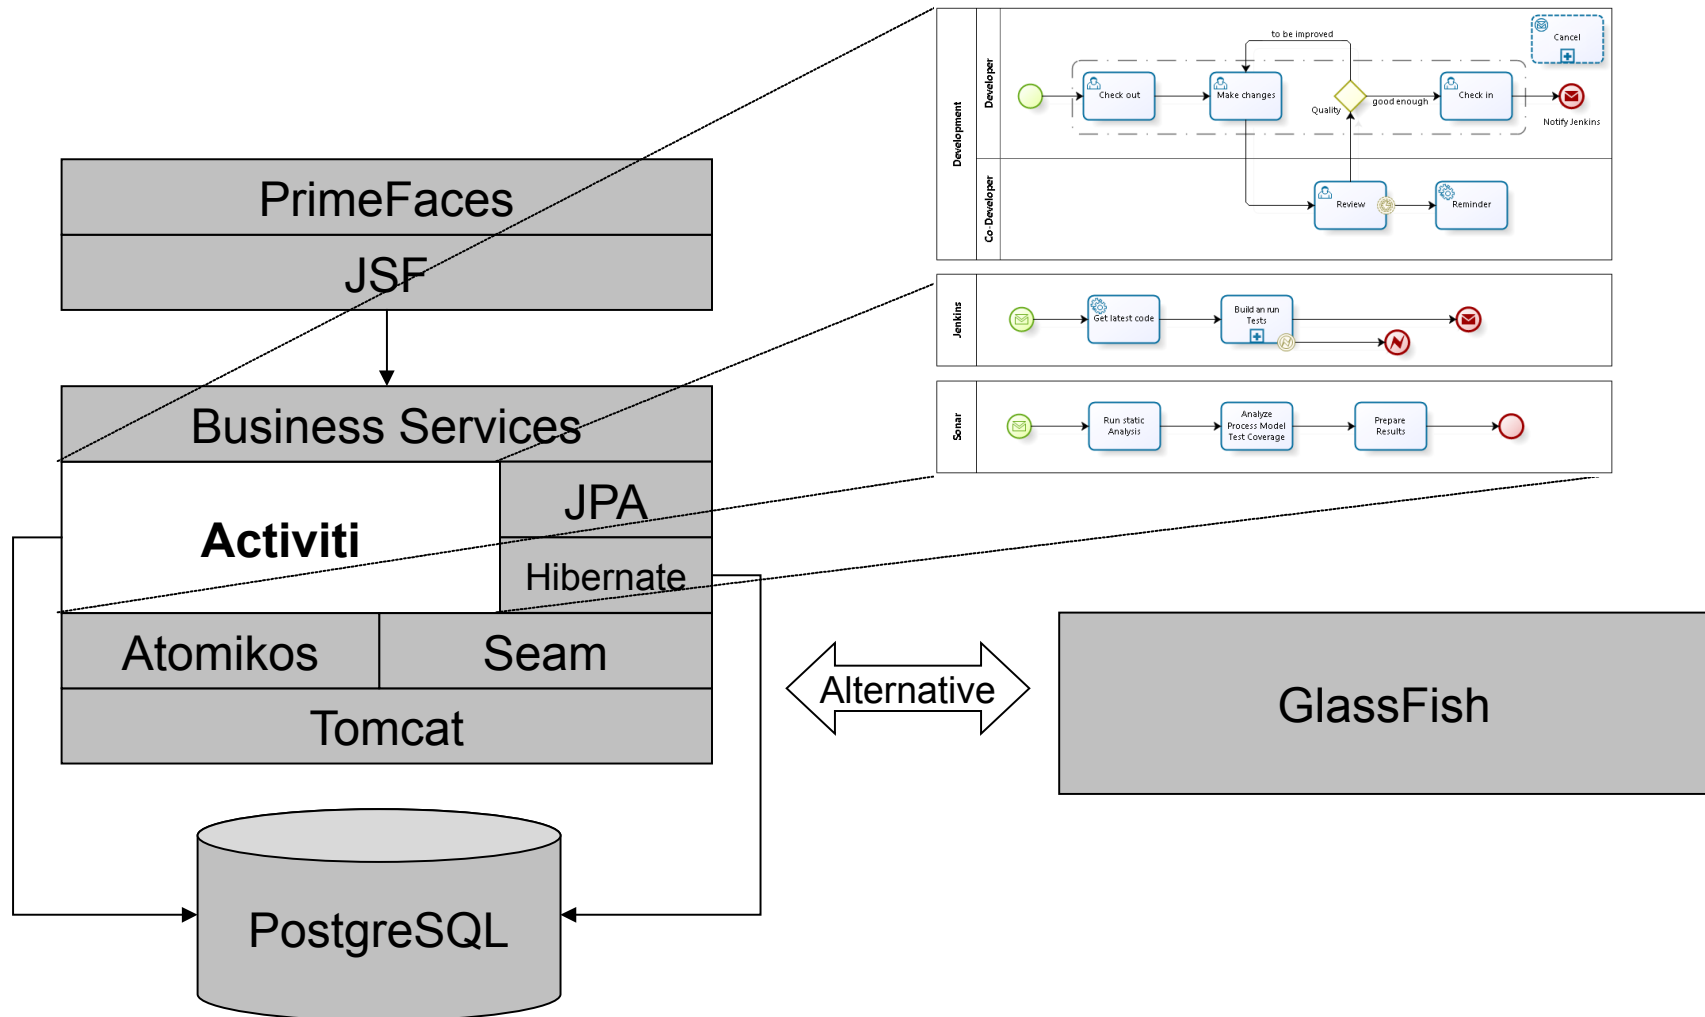 PrimeFaces
JSF
Business Services
Activiti
JPA
Hibernate
Atomikos
Seam
Tomcat
PostgreSQL
Alternative
GlassFish
Development
Developer
Co-Developer
to be improved
Cancel
Check out
Make changes
Quality
good enough
Check in
Notify Jenkins
Review
Reminder
Jenkins
Get latest code
Build an run
Tests
Sonar
Run static
Analysis
Analyze
Process Model
Test Coverage
Prepare
Results